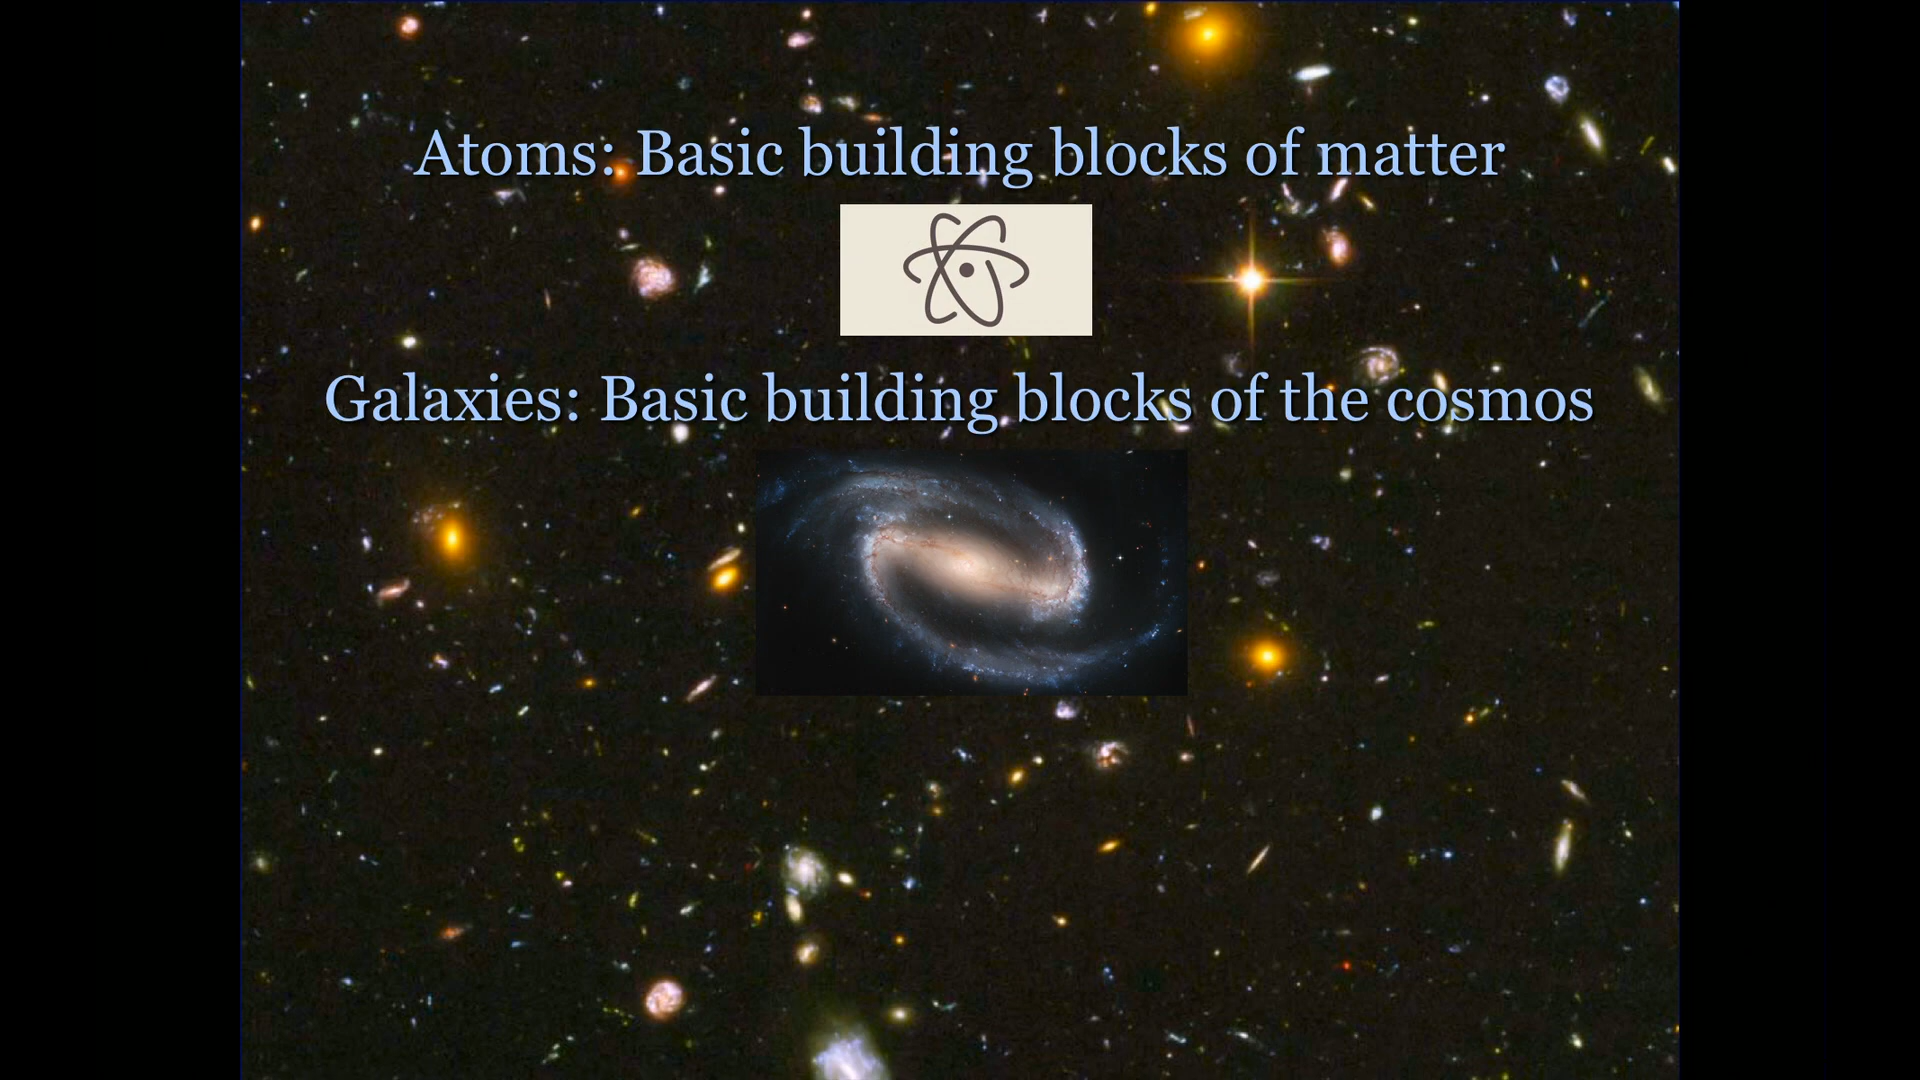 Atoms: Basic building blocks of matter
Galaxies: Basic building blocks of the cosmos